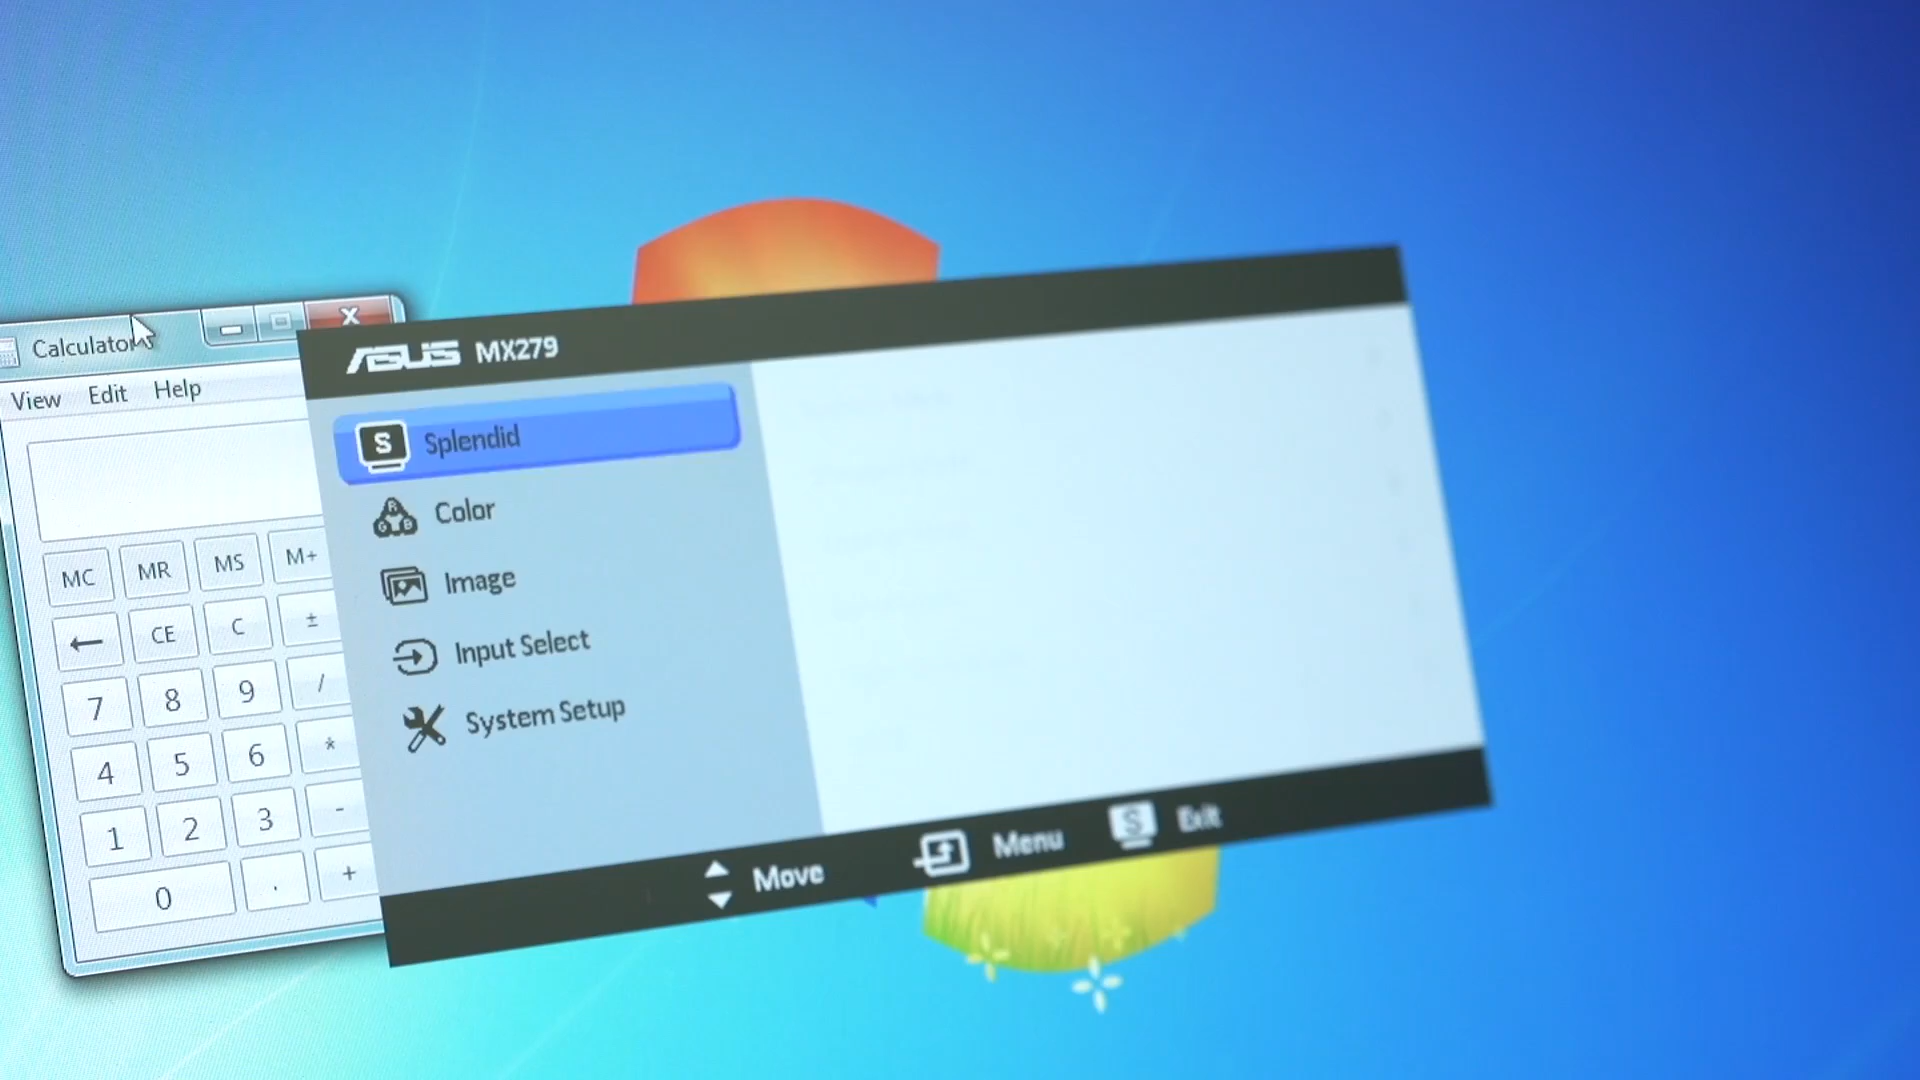 Calculator
View Edit Help
MC MR MS M+
← CE C ±
7 8 9 /
4 5 6 *
1 2 3 -
0 . +
ASUS MX279
S Splendid
R G B Color
Image
Input Select
System Setup
Move Menu S Exit